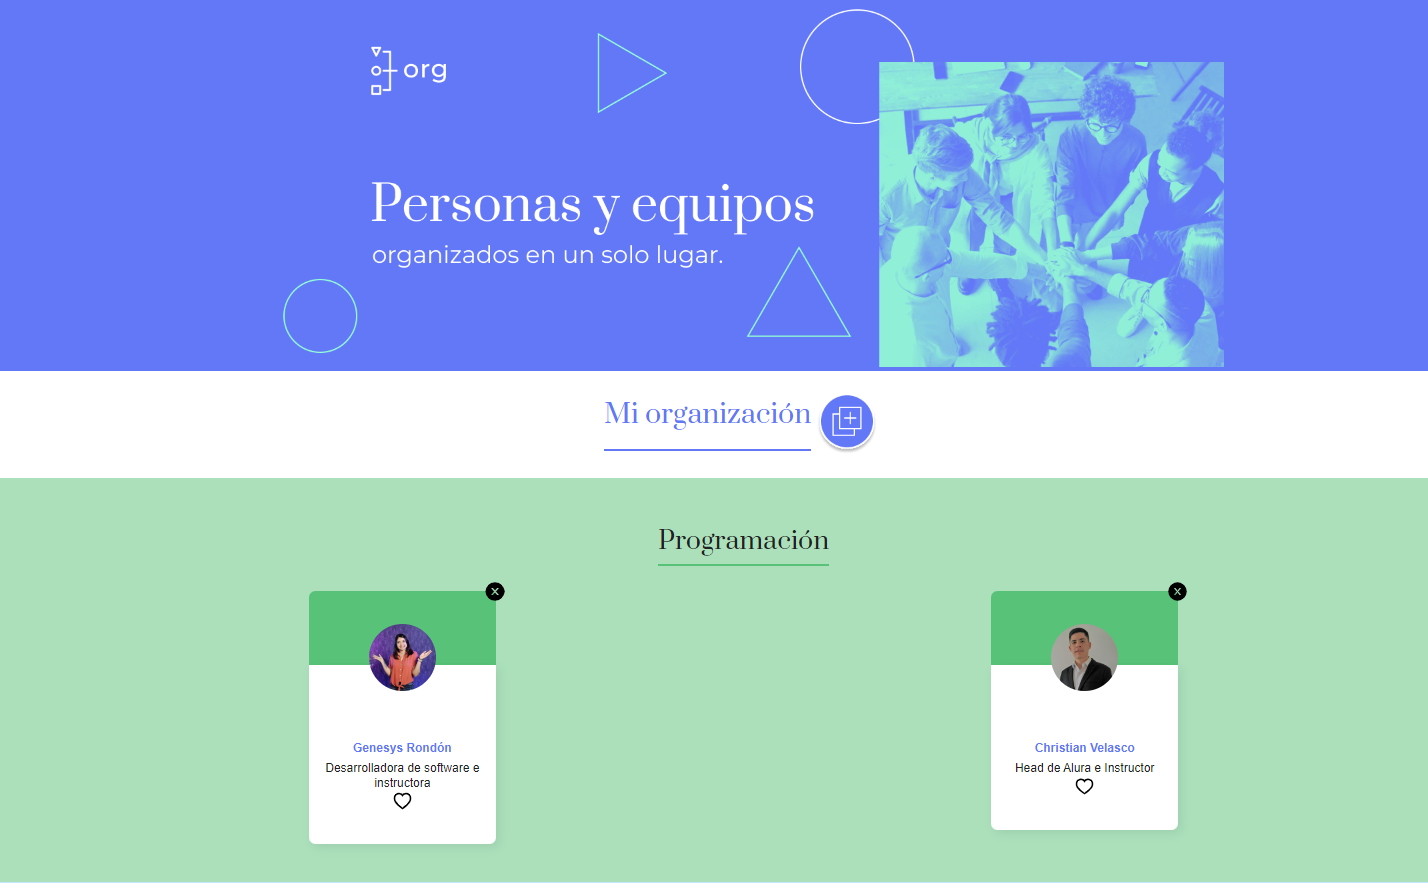 org
Personas y equipos
organizados en un solo lugar.
Mi organización
Programación
Genesys Rondón
Desarrolladora de software e
instructora
Christian Velasco
Head de Alura e Instructor